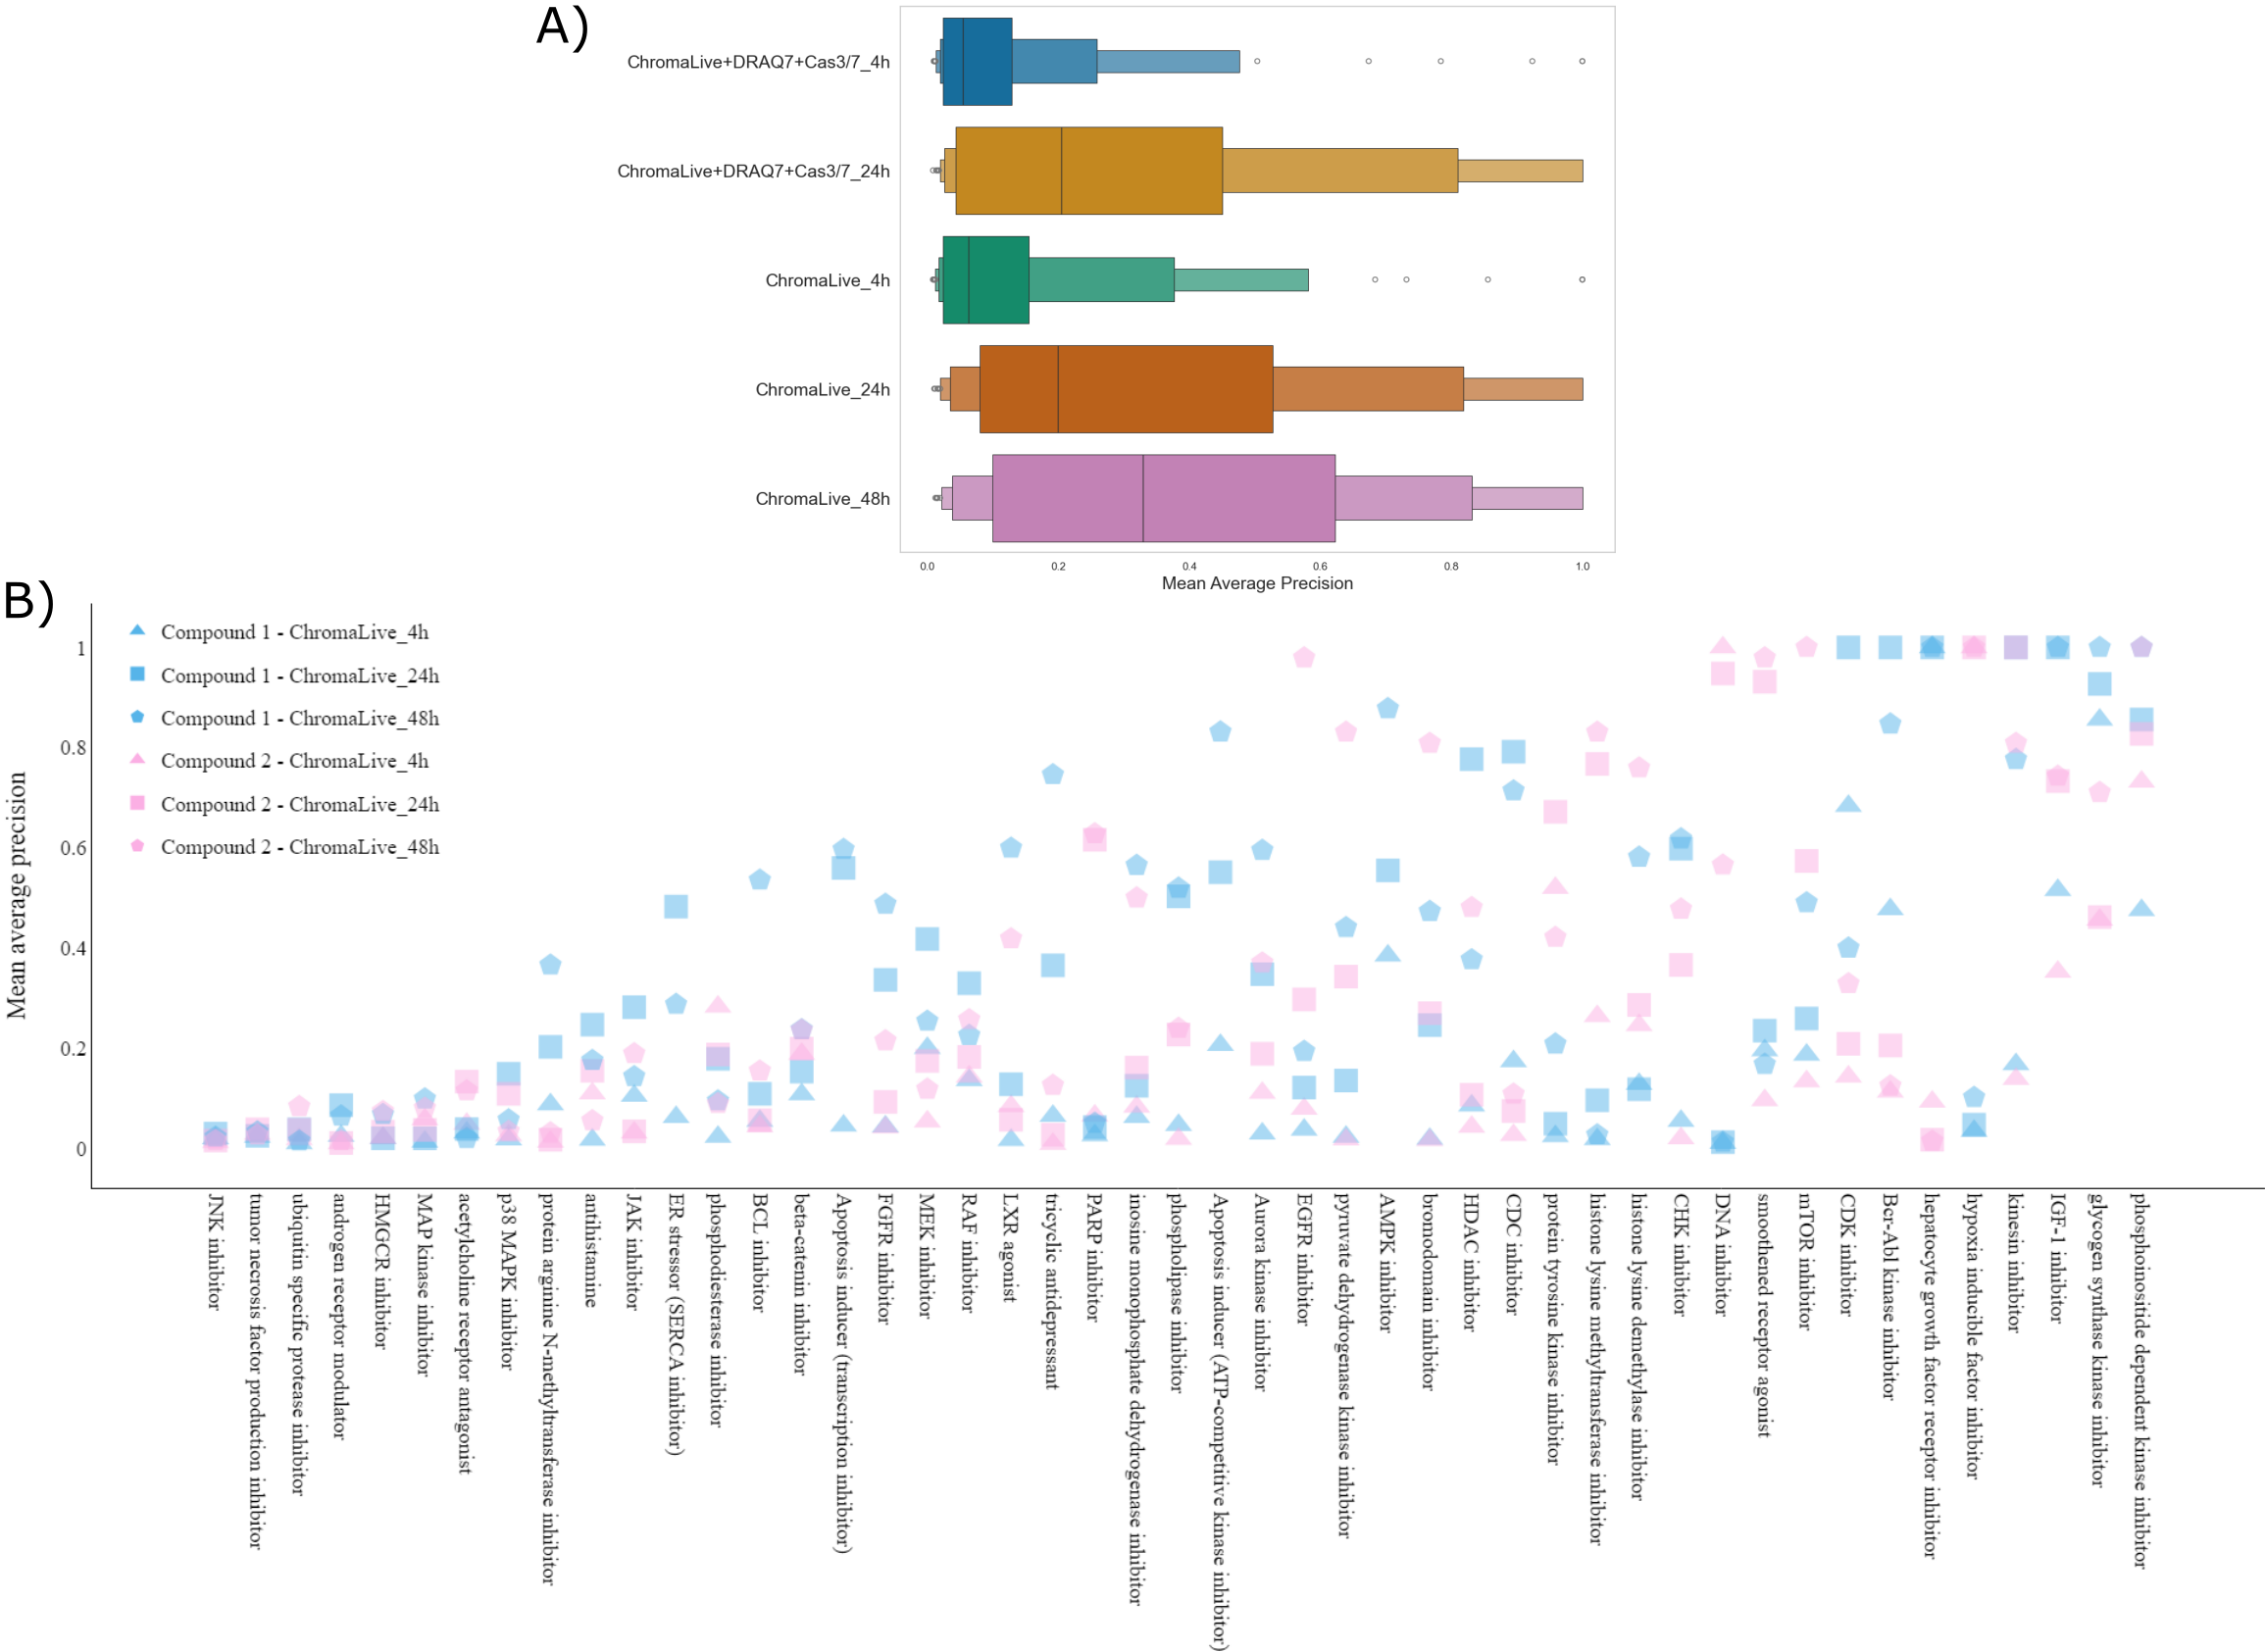 A)
ChromaLive+DRAQ7+Cas3/7_4h
ChromaLive+DRAQ7+Cas3/7_24h
ChromaLive_4h
ChromaLive_24h
ChromaLive_48h
0.0 0.2 0.4 0.6 0.8 1.0
Mean Average Precision
B)
Compound 1 - ChromaLive_4h
Compound 1 - ChromaLive_24h
Compound 1 - ChromaLive_48h
Compound 2 - ChromaLive_4h
Compound 2 - ChromaLive_24h
Compound 2 - ChromaLive_48h
Mean average precision
1
0.8
0.6
0.4
0.2
0
JNK inhibitor
tumor necrosis factor production inhibitor
ubiquitin specific protease inhibitor
androgen receptor modulator
HMGCR inhibitor
MAP kinase inhibitor
acetylcholine receptor antagonist
p38 MAPK inhibitor
protein arginine N-methyltransferase inhibitor
antihistamine
JAK inhibitor
ER stressor (SERCA inhibitor)
phosphodiesterase inhibitor
BCL inhibitor
beta-catenin inhibitor
Apoptosis inducer (transcription inhibitor)
FGFR inhibitor
MEK inhibitor
RAF inhibitor
LXR agonist
tricyclic antidepressant
PARP inhibitor
inosine monophosphate dehydrogenase inhibitor
phospholipase inhibitor
Apoptosis inducer (ATP-competitive kinase inhibitor)
Aurora kinase inhibitor
EGFR inhibitor
pyruvate dehydrogenase kinase inhibitor
AMPK inhibitor
bromodomain inhibitor
HDAC inhibitor
CDC inhibitor
protein tyrosine kinase inhibitor
histone lysine methyltransferase inhibitor
histone lysine demethylase inhibitor
CHK inhibitor
DNA inhibitor
smoothened receptor agonist
mTOR inhibitor
CDK inhibitor
Bcr-Abl kinase inhibitor
hepatocyte growth factor receptor inhibitor
hypoxia inducible factor inhibitor
kinesin inhibitor
IGF-1 inhibitor
glycogen synthase kinase inhibitor
phosphoinositide dependent kinase inhibitor